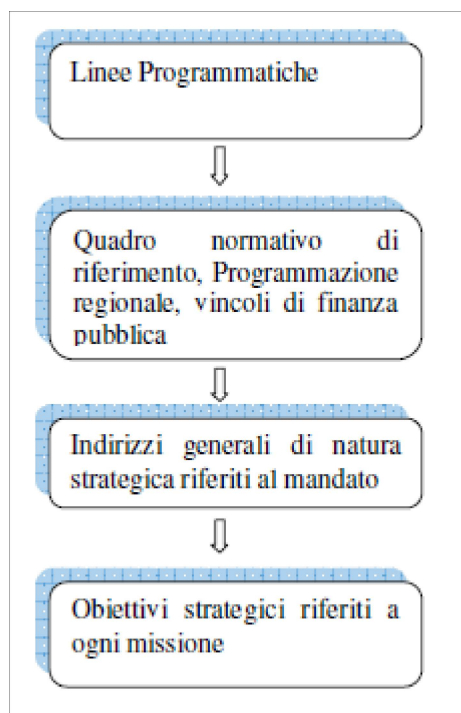 Linee Programmatiche
Quadro normativo di
riferimento, Programmazione
regionale, vincoli di finanza
pubblica
Indirizzi generali di natura
strategica riferiti al mandato
Obiettivi strategici riferiti a
ogni missione